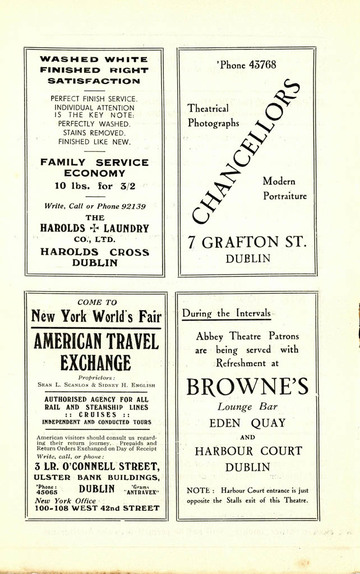 WASHED WHITE
FINISHED RIGHT
SATISFACTION
PERFECT FINISH SERVICE.
INDIVIDUAL ATTENTION
IS THE KEY NOTE:
PERFECTLY WASHED.
STAINS REMOVED.
FINISHED LIKE NEW.
FAMILY SERVICE
ECONOMY
10 lbs. for 3/2
Write, Call or Phone 92139
THE
HAROLDS ✣ LAUNDRY
CO., LTD.
HAROLDS CROSS
DUBLIN
'Phone 43768
Theatrical
Photographs
CHANCELLORS
Modern
Portraiture
7 GRAFTON ST.
DUBLIN
COME TO
New York World's Fair
AMERICAN TRAVEL
EXCHANGE
Proprietors:
Sean L. Scanlon & Sidney H. English
AUTHORISED AGENCY FOR ALL
RAIL AND STEAMSHIP LINES
:: CRUISES ::
INDEPENDENT AND CONDUCTED TOURS
American visitors should consult us regard-
ing their return journey. Prepaids and
Return Orders Exchanged on Day of Receipt
Write, call, or phone:
3 LR. O'CONNELL STREET,
ULSTER BANK BUILDINGS,
'Phone: 45065 DUBLIN 'Grams "ANTRAVEX"
New York Office
100-108 WEST 42nd STREET
During the Intervals
Abbey Theatre Patrons
are being served with
Refreshment at
BROWNE'S
Lounge Bar
EDEN QUAY
AND
HARBOUR COURT
DUBLIN
NOTE: Harbour Court entrance is just
opposite the Stalls exit of this Theatre.